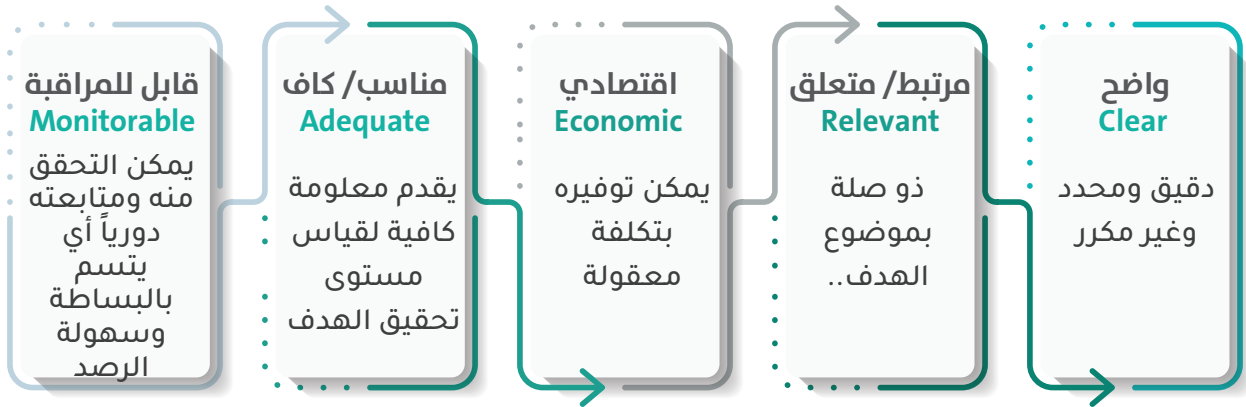 واضح
Clear
دقيق ومحدد
وغير مكرر
مرتبط/ متعلق
Relevant
ذو صلة
بموضوع
الهدف..
اقتصادي
Economic
يمكن توفيره
بتكلفة
معقولة
مناسب/ كاف
Adequate
يقدم معلومة
كافية لقياس
مستوى
تحقيق الهدف
قابل للمراقبة
Monitorable
يمكن التحقق
منه ومتابعته
دورياً أي
يتسم
بالبساطة
وسهولة
الرصد